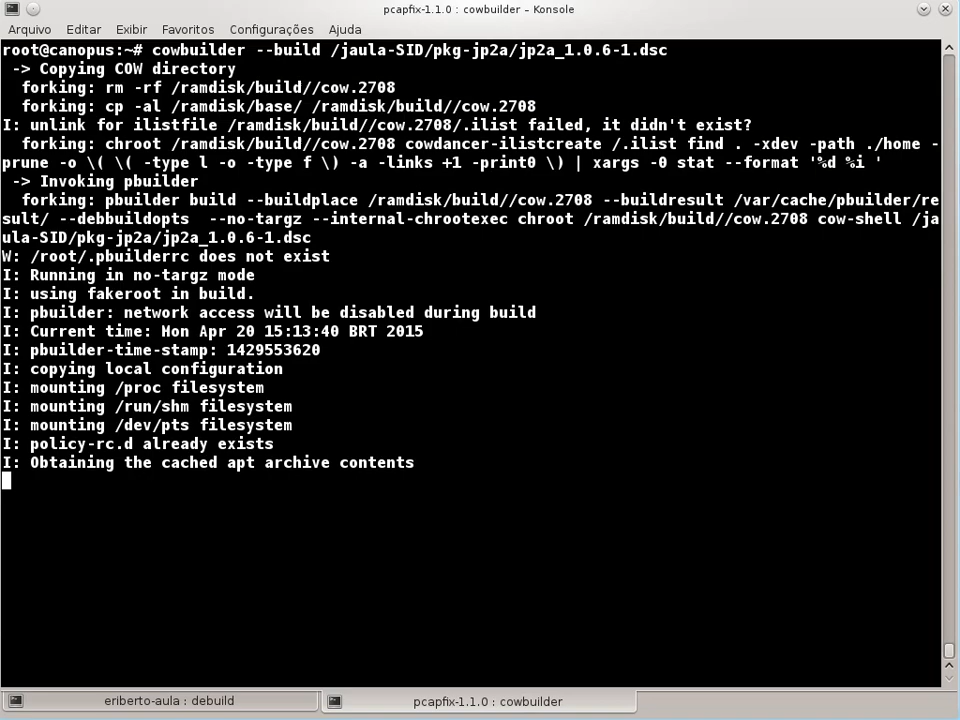 pcapfix-1.1.0 : cowbuilder – Konsole
Arquivo Editar Exibir Favoritos Configurações Ajuda
root@canopus:~# cowbuilder --build /jaula-SID/pkg-jp2a/jp2a_1.0.6-1.dsc
 -> Copying COW directory
  forking: rm -rf /ramdisk/build//cow.2708
  forking: cp -al /ramdisk/base/ /ramdisk/build//cow.2708
I: unlink for ilistfile /ramdisk/build//cow.2708/.ilist failed, it didn't exist?
  forking: chroot /ramdisk/build//cow.2708 cowdancer-ilistcreate /.ilist find . -xdev -path ./home -
prune -o \( \( -type l -o -type f \) -a -links +1 -print0 \) | xargs -0 stat --format '%d %i '
 -> Invoking pbuilder
  forking: pbuilder build --buildplace /ramdisk/build//cow.2708 --buildresult /var/cache/pbuilder/re
sult/ --debbuildopts  --no-targz --internal-chrootexec chroot /ramdisk/build//cow.2708 cow-shell /ja
ula-SID/pkg-jp2a/jp2a_1.0.6-1.dsc
W: /root/.pbuilderrc does not exist
I: Running in no-targz mode
I: using fakeroot in build.
I: pbuilder: network access will be disabled during build
I: Current time: Mon Apr 20 15:13:40 BRT 2015
I: pbuilder-time-stamp: 1429553620
I: copying local configuration
I: mounting /proc filesystem
I: mounting /run/shm filesystem
I: mounting /dev/pts filesystem
I: policy-rc.d already exists
I: Obtaining the cached apt archive contents
eriberto-aula : debuild
pcapfix-1.1.0 : cowbuilder